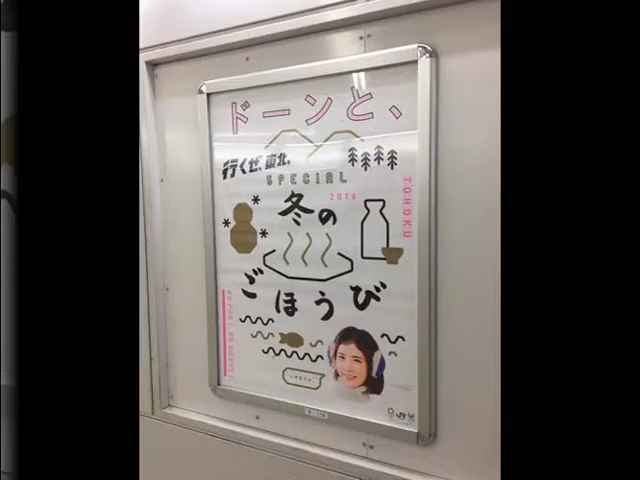 ドーンと、
行くぜ、東北。
SPECIAL
2016
冬の
ごほうび
TOHOKU